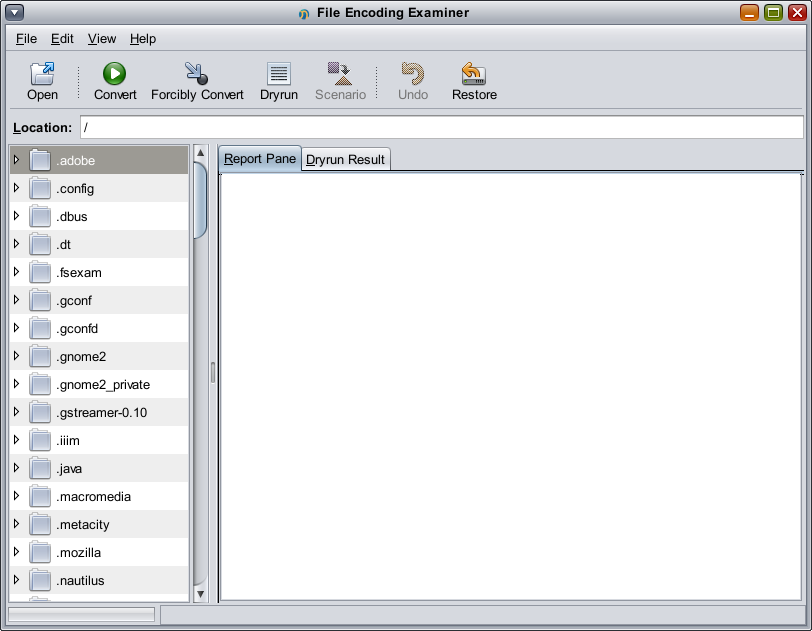 File Encoding Examiner
File Edit View Help
Open Convert Forcibly Convert Dryrun Scenario Undo Restore
Location: /
.adobe
.config
.dbus
.dt
.fsexam
.gconf
.gconfd
.gnome2
.gnome2_private
.gstreamer-0.10
.iiim
.java
.macromedia
.metacity
.mozilla
.nautilus
Report Pane Dryrun Result